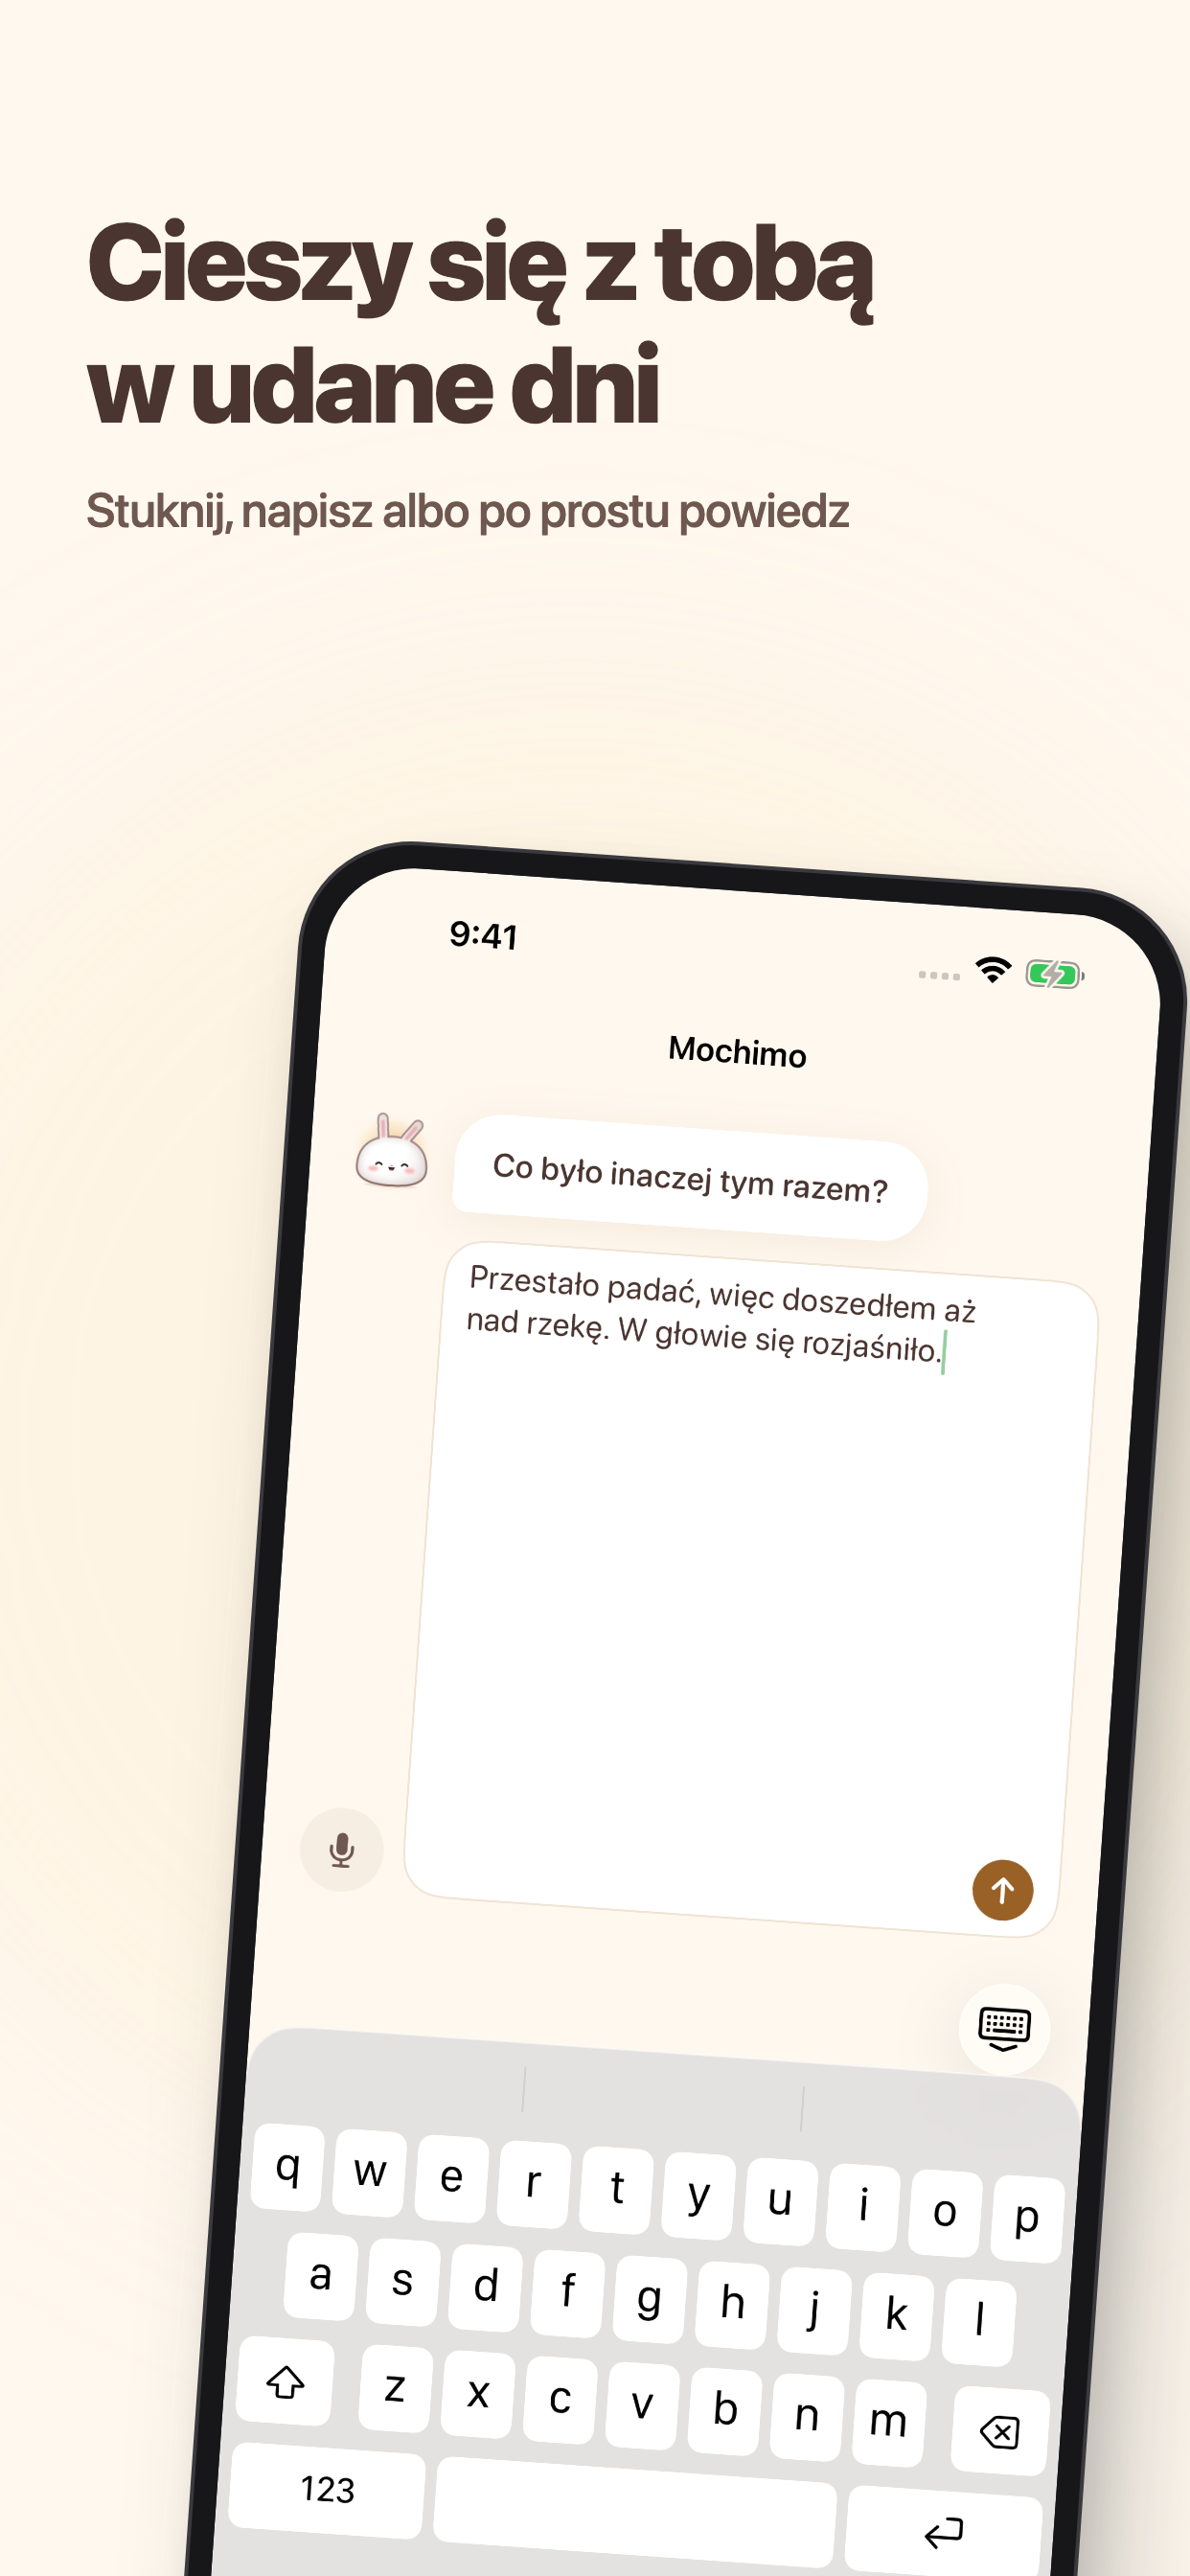 Cieszy się z tobą
w udane dni
Stuknij, napisz albo po prostu powiedz
9:41
Mochimo
Co było inaczej tym razem?
Przestało padać, więc doszedłem aż
nad rzekę. W głowie się rozjaśniło.
q w e r t y u i o p
a s d f g h j k l
z x c v b n m
123